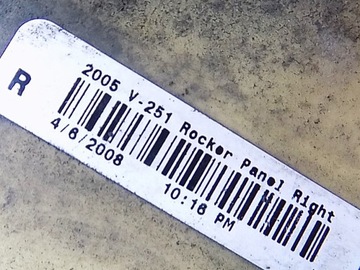 R
2005 V-251 Rocker Panel Right
4/8/2008 10:16 PM